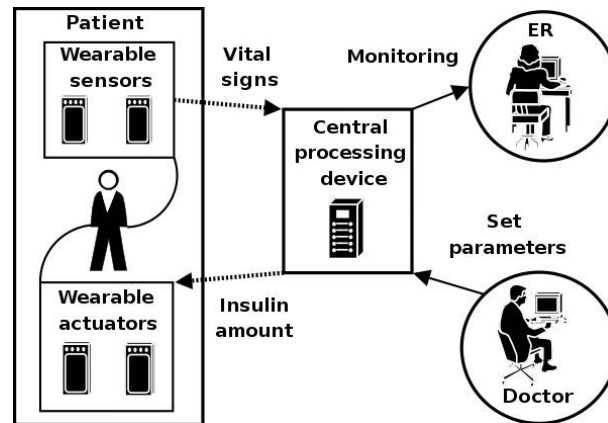 Patient
Wearable
sensors
Vital
signs
Monitoring
ER
Central
processing
device
Set
parameters
Wearable
actuators
Insulin
amount
Doctor